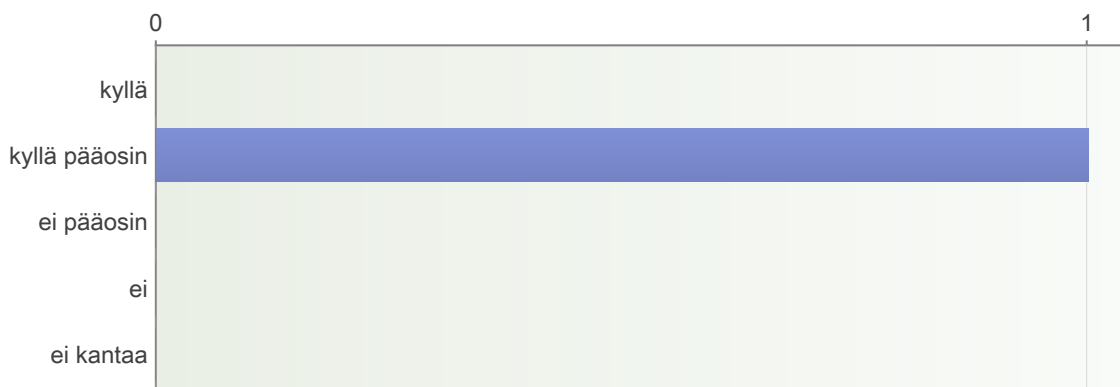 0 1
kyllä
kyllä pääosin
ei pääosin
ei
ei kantaa